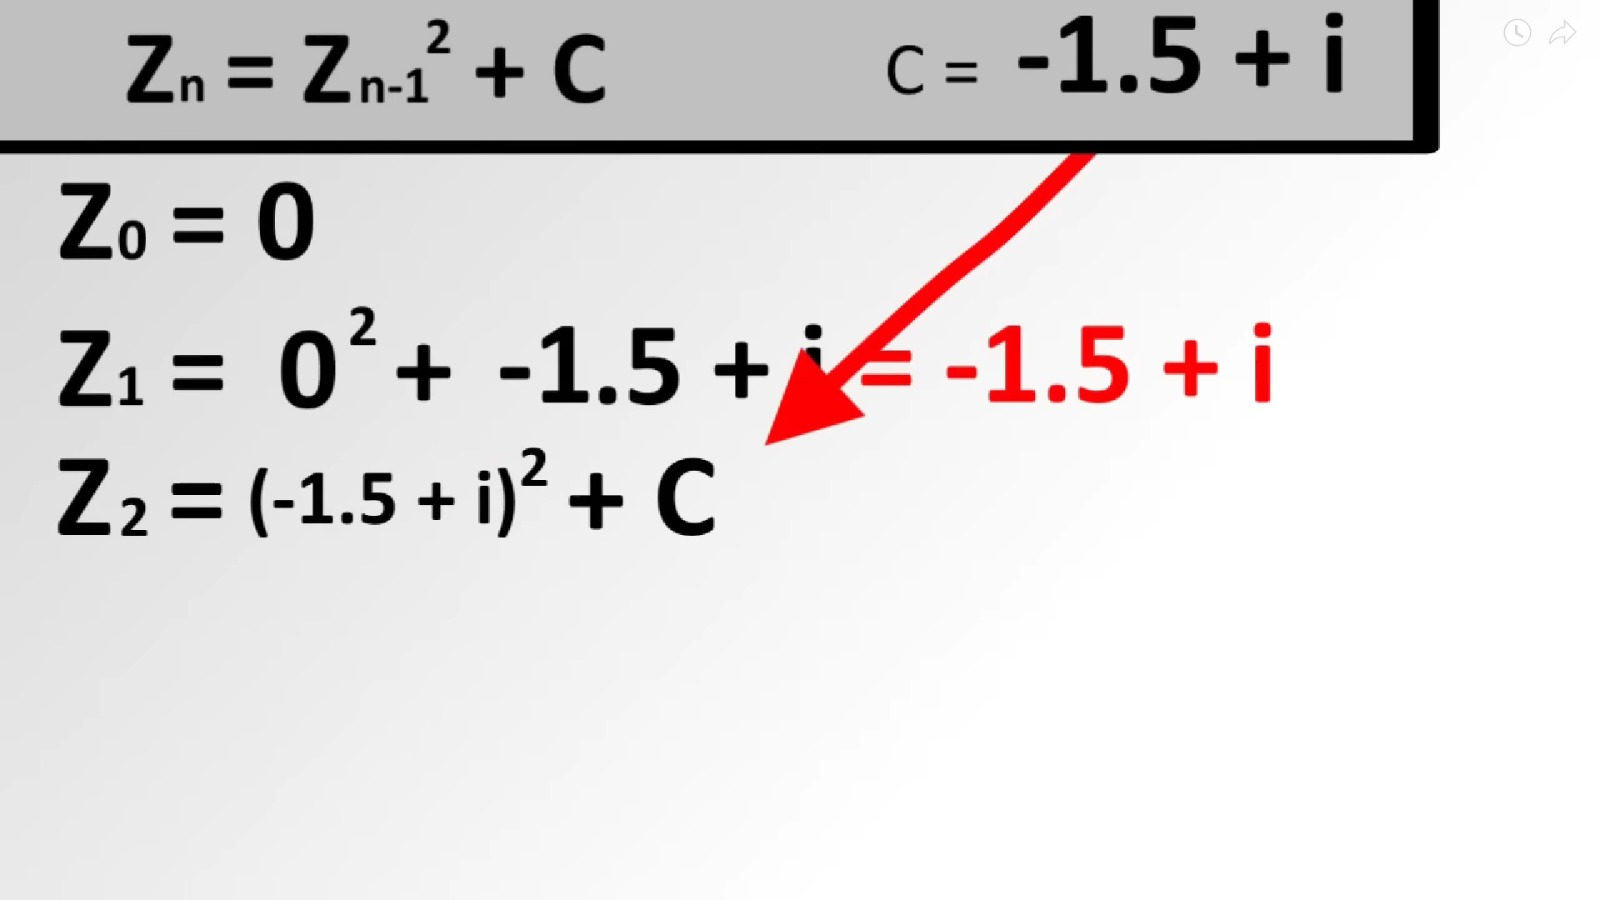 Zn = Zn-1² + C
C = -1.5 + i
Z0 = 0
Z1 = 0² + -1.5 + i = -1.5 + i
Z2 = (-1.5 + i)² + C